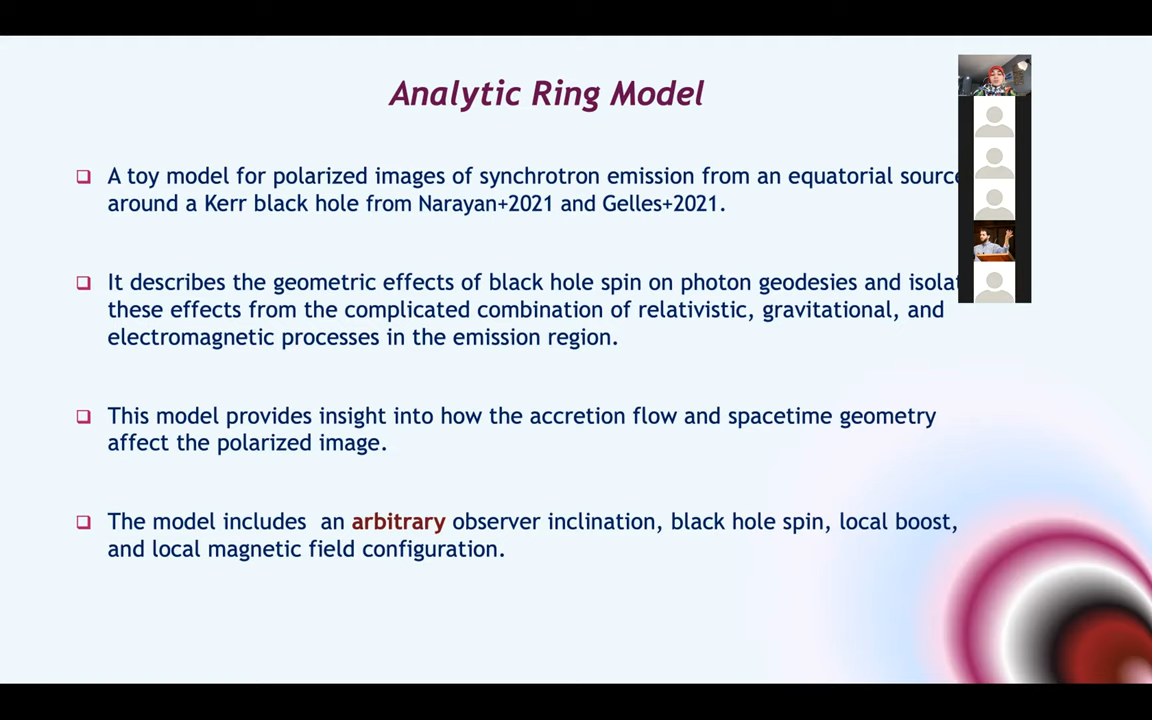 Analytic Ring Model
A toy model for polarized images of synchrotron emission from an equatorial source
around a Kerr black hole from Narayan+2021 and Gelles+2021.
It describes the geometric effects of black hole spin on photon geodesies and
these effects from the complicated combination of relativistic, gravitational, and
electromagnetic processes in the emission region.
This model provides insight into how the accretion flow and spacetime geometry
affect the polarized image.
The model includes an arbitrary observer inclination, black hole spin, local boost,
and local magnetic field configuration.